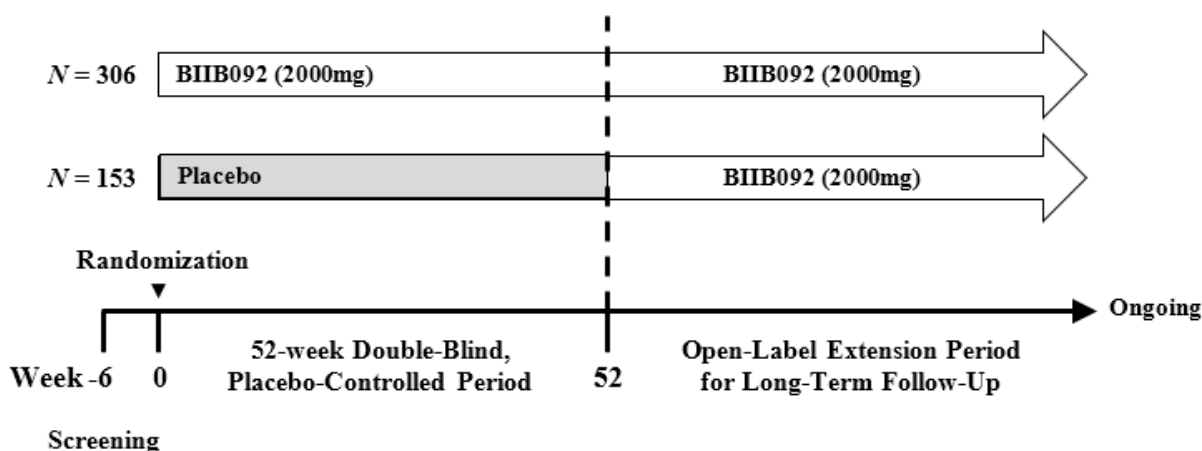 N = 306
BIIB092 (2000mg)
BIIB092 (2000mg)
N = 153
Placebo
BIIB092 (2000mg)
Randomization
Ongoing
Week -6
0
52-week Double-Blind,
Placebo-Controlled Period
52
Open-Label Extension Period
for Long-Term Follow-Up
Screening